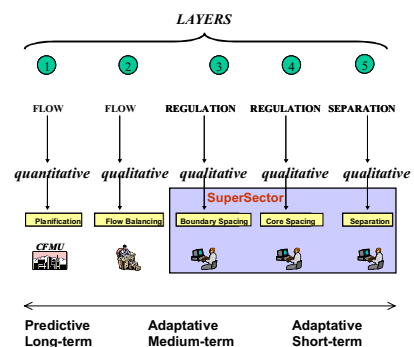 LAYERS
1 2 3 4 5
FLOW FLOW REGULATION REGULATION SEPARATION
quantitative qualitative qualitative qualitative qualitative
SuperSector
Planification Flow Balancing Boundary Spacing Core Spacing Separation
CFMU
Predictive Adaptative Adaptative
Long-term Medium-term Short-term